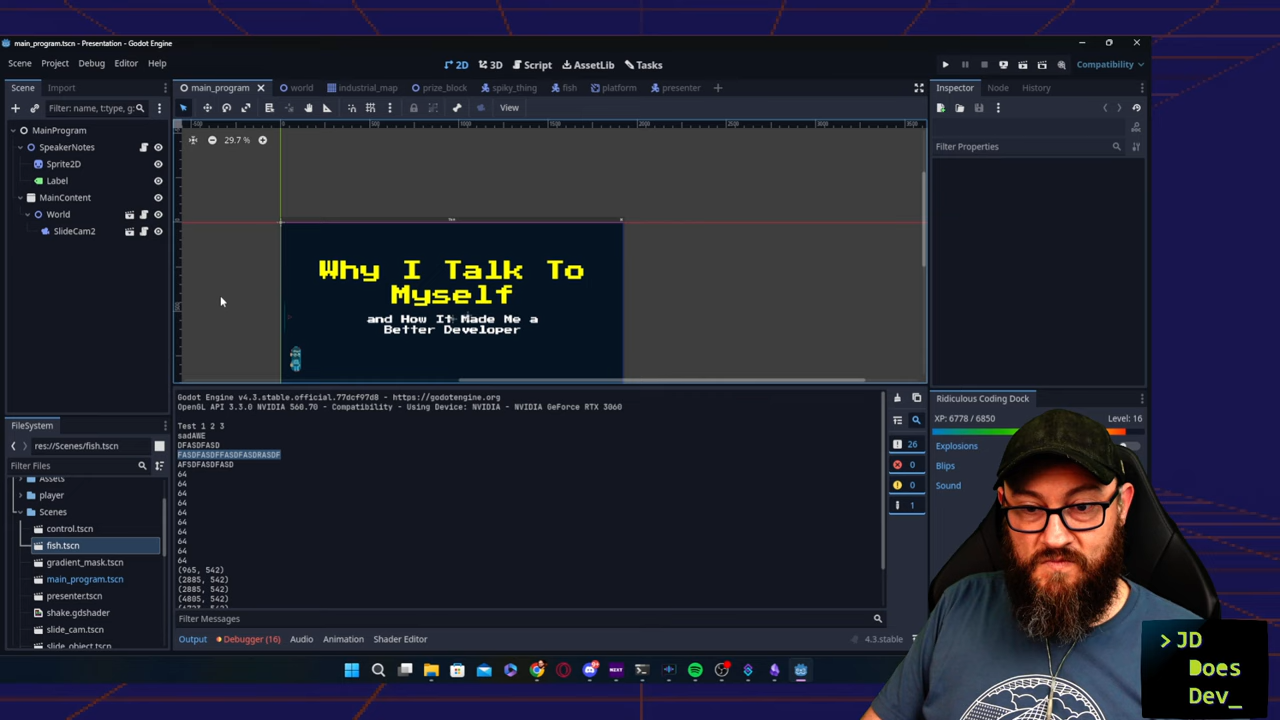 main_program.tscn - Presentation - Godot Engine
Scene Project Debug Editor Help
2D 3D Script AssetLib Tasks
Compatibility
Scene Import
main_program world industrial_map prize_block spiky_thing fish platform presenter
Inspector Node History
Filter: name, t:type, g:
View
MainProgram
SpeakerNotes
Sprite2D
Label
MainContent
World
SlideCam2
29.7 %
Filter Properties
Why I Talk To
Myself
and How It Made Me a
Better Developer
FileSystem
res://Scenes/fish.tscn
Filter Files
Assets
player
Scenes
control.tscn
fish.tscn
gradient_mask.tscn
main_program.tscn
presenter.tscn
shake.gdshader
slide_cam.tscn
slide_object.tscn
Godot Engine v4.3.stable.official.77dcf97d8 - https://godotengine.org
OpenGL API 3.3.0 NVIDIA 560.70 - Compatibility - Using Device: NVIDIA - NVIDIA GeForce RTX 3060
Test 1 2 3
sadAWE
DFASDFASD
FASDFASDFFASDFASDRASDF
AFSDFASDFASD
64
64
64
64
64
64
64
64
64
64
(965, 542)
(2885, 542)
(2885, 542)
(4805, 542)
26
0
0
1
Filter Messages
Output Debugger (16) Audio Animation Shader Editor
4.3.stable
Ridiculous Coding Dock
XP: 6778 / 6850 Level: 16
Explosions
Blips
Sound
> JD
Does
Dev_